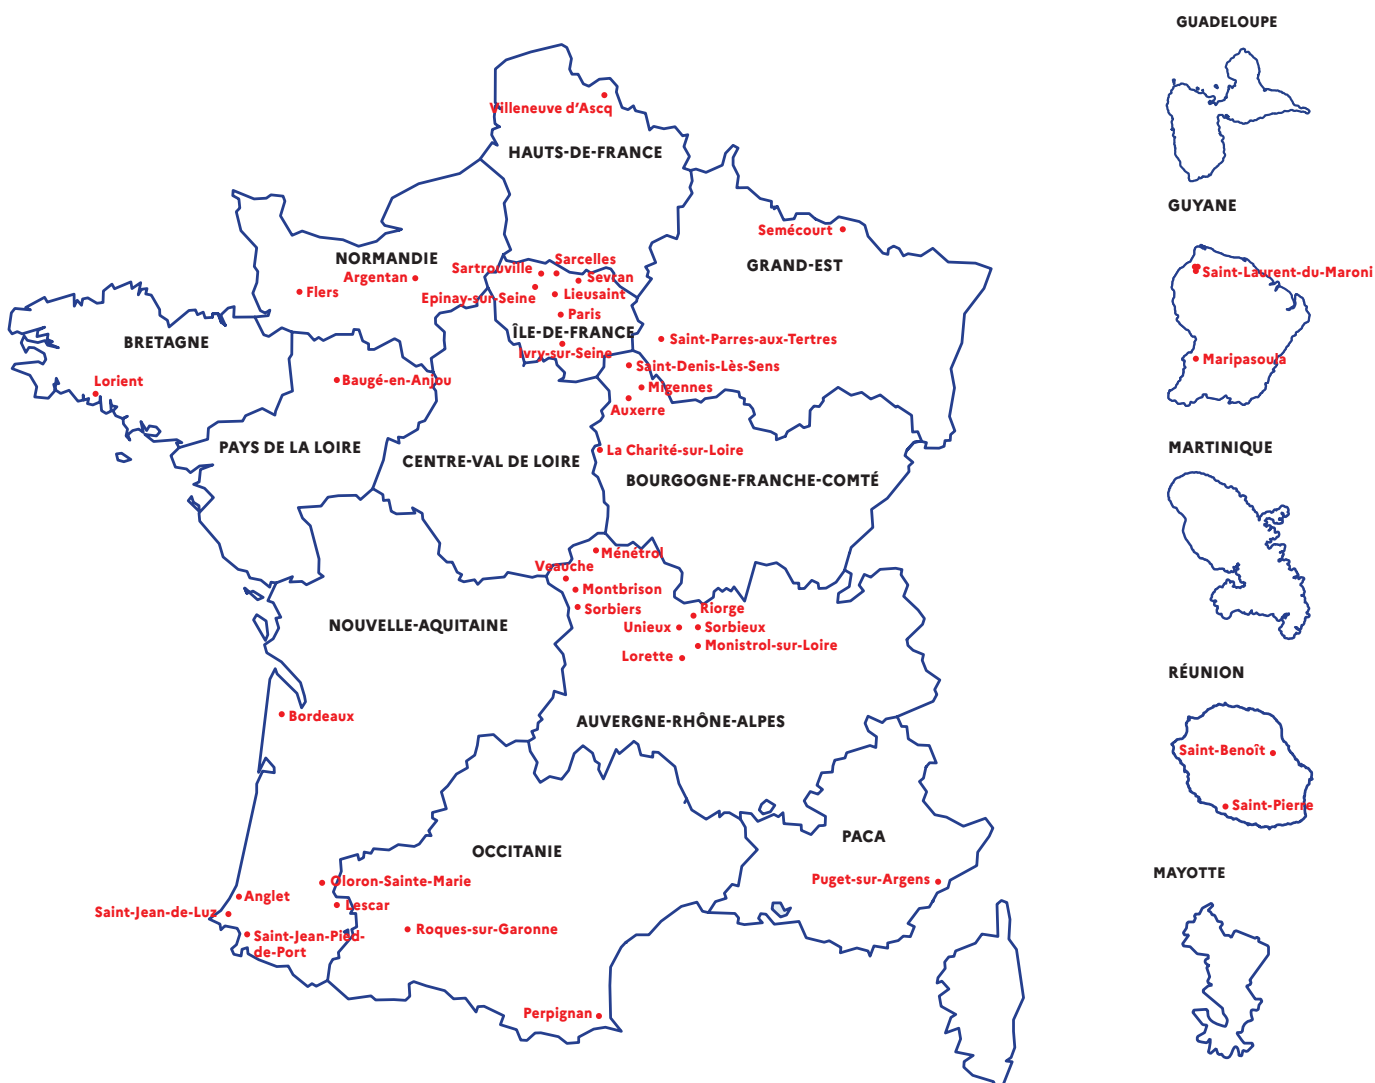 GUADELOUPE
Villeneuve d'Ascq
HAUTS-DE-FRANCE
GUYANE
Semécourt
NORMANDIE
Sarcelles
GRAND-EST
Sartrouville
Argentan
Sevran
Saint-Laurent-du-Maroni
Flers
Epinay-sur-Seine
Lieusaint
Paris
ÎLE-DE-FRANCE
BRETAGNE
Saint-Parres-aux-Tertres
Ivry-sur-Seine
Maripasoula
Saint-Denis-Lès-Sens
Lorient
Baugé-en-Anjou
Migennes
Auxerre
PAYS DE LA LOIRE
MARTINIQUE
La Charité-sur-Loire
CENTRE-VAL DE LOIRE
BOURGOGNE-FRANCHE-COMTÉ
Ménétrol
Veauche
Montbrison
Sorbiers
Riorge
NOUVELLE-AQUITAINE
Unieux
Sorbieux
Monistrol-sur-Loire
Lorette
RÉUNION
Bordeaux
AUVERGNE-RHÔNE-ALPES
Saint-Benoît
Saint-Pierre
PACA
OCCITANIE
MAYOTTE
Puget-sur-Argens
Oloron-Sainte-Marie
Anglet
Lescar
Saint-Jean-de-Luz
Roques-sur-Garonne
Saint-Jean-Pied-
de-Port
Perpignan